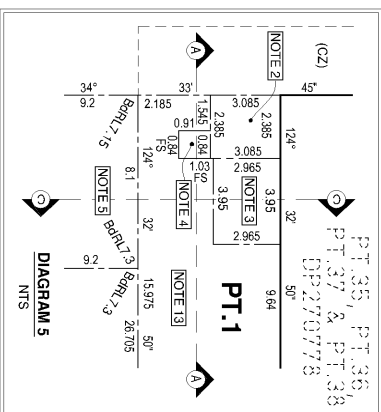 PT.35, PT.36,
PT.37 & PT.38
DP270778
(CZ)
NOTE 2
A
34°
33'
45"
9.2
2.185
1.545
3.085
BdRL7.15
0.91
2.385
2.385
124°
0.84
FS
0.84
3.085
124°
1.03
FS
2.965
8.1
NOTE 4
3.95
NOTE 3
3.95
C
NOTE 5
32'
32'
C
BdRL7.3
2.965
9.2
BdRL7.3
15.975
NOTE 13
PT.1
9.64
50"
26.705
50"
A
DIAGRAM 5
NTS